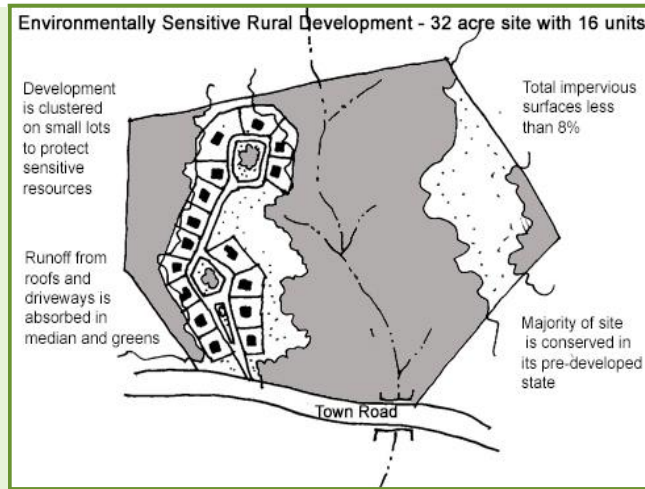 Environmentally Sensitive Rural Development - 32 acre site with 16 units
Development
is clustered
on small lots
to protect
sensitive
resources
Total impervious
surfaces less
than 8%
Runoff from
roofs and
driveways is
absorbed in
median and greens
Majority of site
is conserved in
its pre-developed
state
Town Road